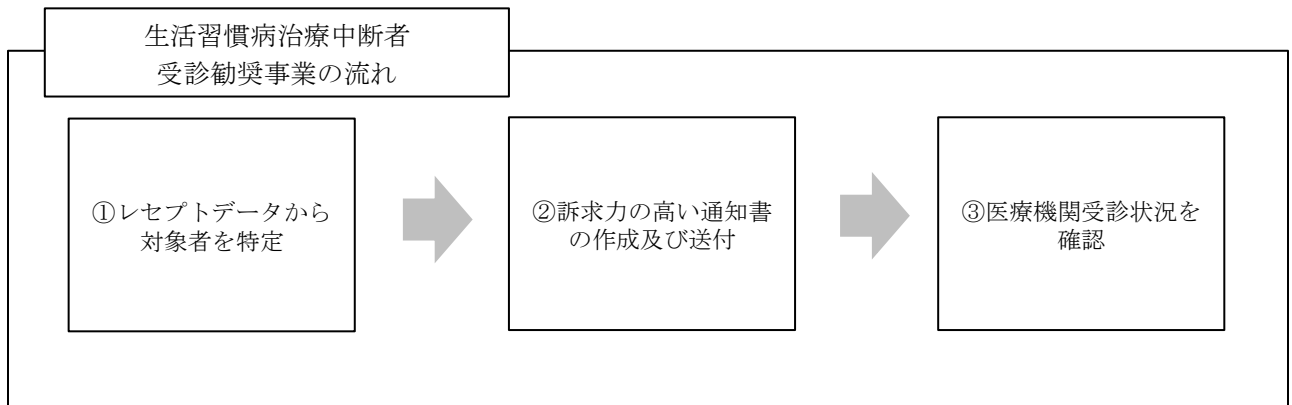 生活習慣病治療中断者
受診勧奨事業の流れ
①レセプトデータから
対象者を特定
②訴求力の高い通知書
の作成及び送付
③医療機関受診状況を
確認